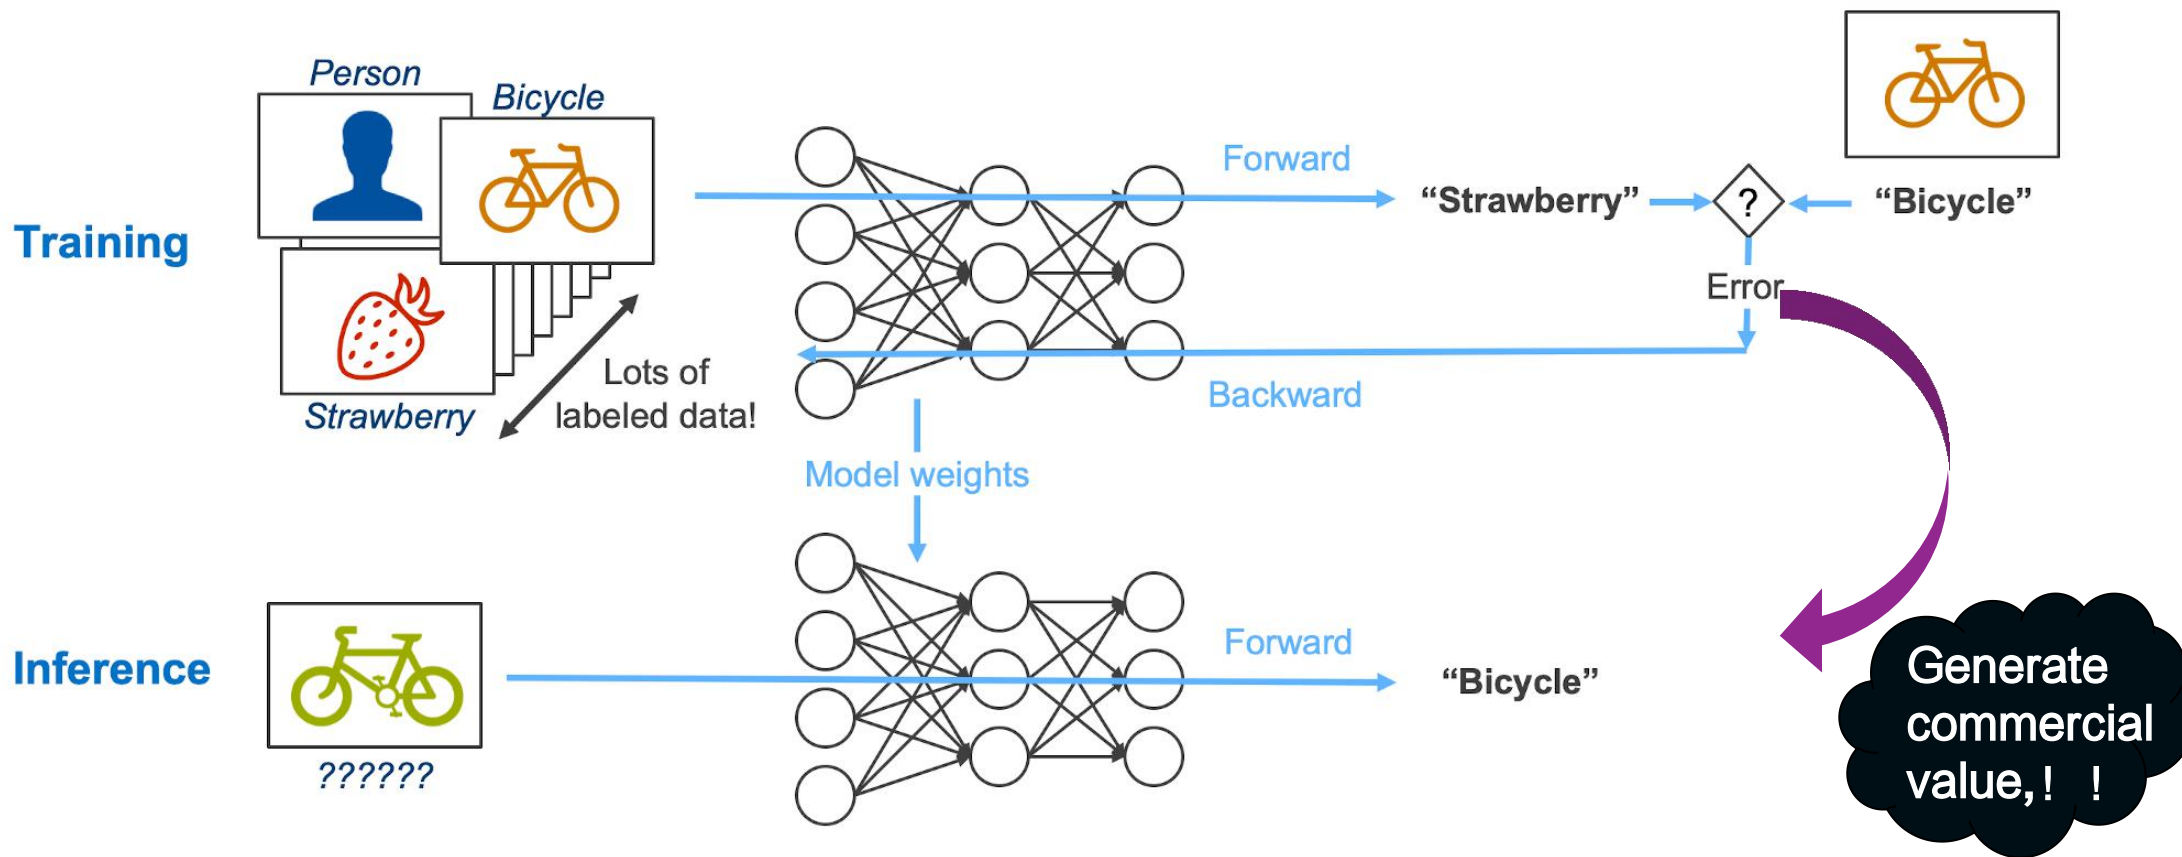 Person
Bicycle
Training
Strawberry
Lots of
labeled data!
Forward
“Strawberry”
?
“Bicycle”
Error
Backward
Model weights
Inference
??????
Forward
“Bicycle”
Generate
commercial
value,！！